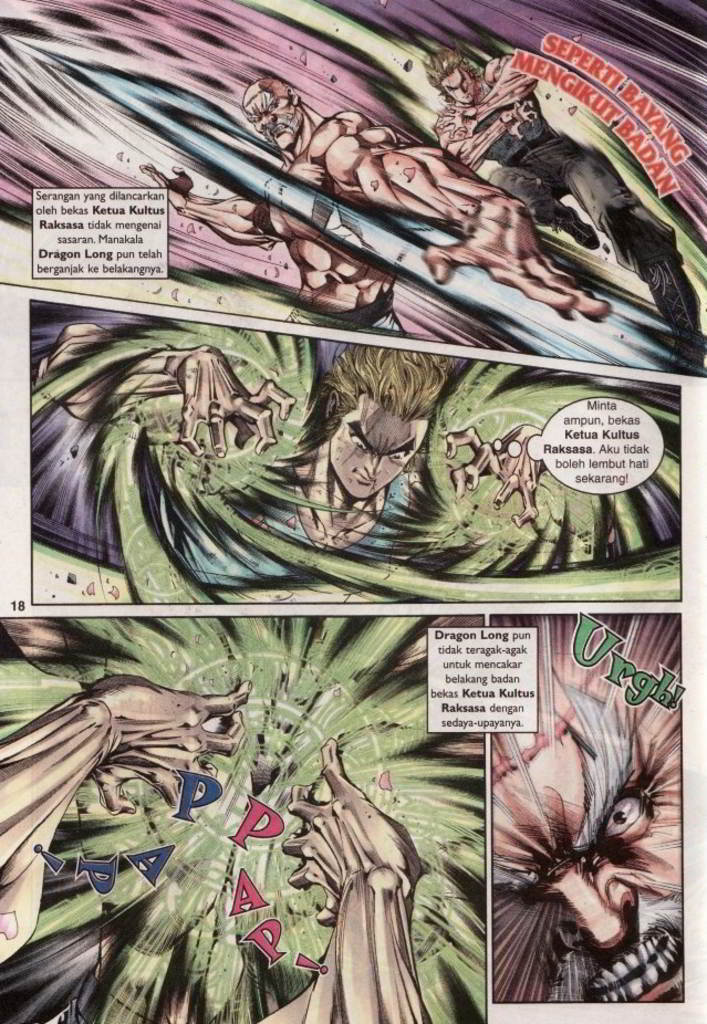 SEPERTI BAYANG
MENGIKUT BADAN
Serangan yang dilancarkan
oleh bekas Ketua Kultus
Raksasa tidak mengenai
sasaran. Manakala
Dragon Long pun telah
berganjak ke belakangnya.
Minta
ampun, bekas
Ketua Kultus
Raksasa. Aku tidak
boleh lembut hati
sekarang!
18
Dragon Long pun
tidak teragak-agak
untuk mencakar
belakang badan
bekas Ketua Kultus
Raksasa dengan
sedaya-upayanya.
Urgh!
PAP!
PAP!